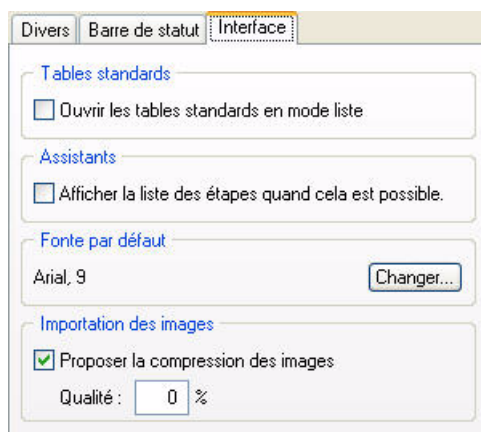 Divers Barre de statut Interface
Tables standards
Ouvrir les tables standards en mode liste
Assistants
Afficher la liste des étapes quand cela est possible.
Fonte par défaut
Arial, 9 Changer...
Importation des images
Proposer la compression des images
Qualité : 0 %